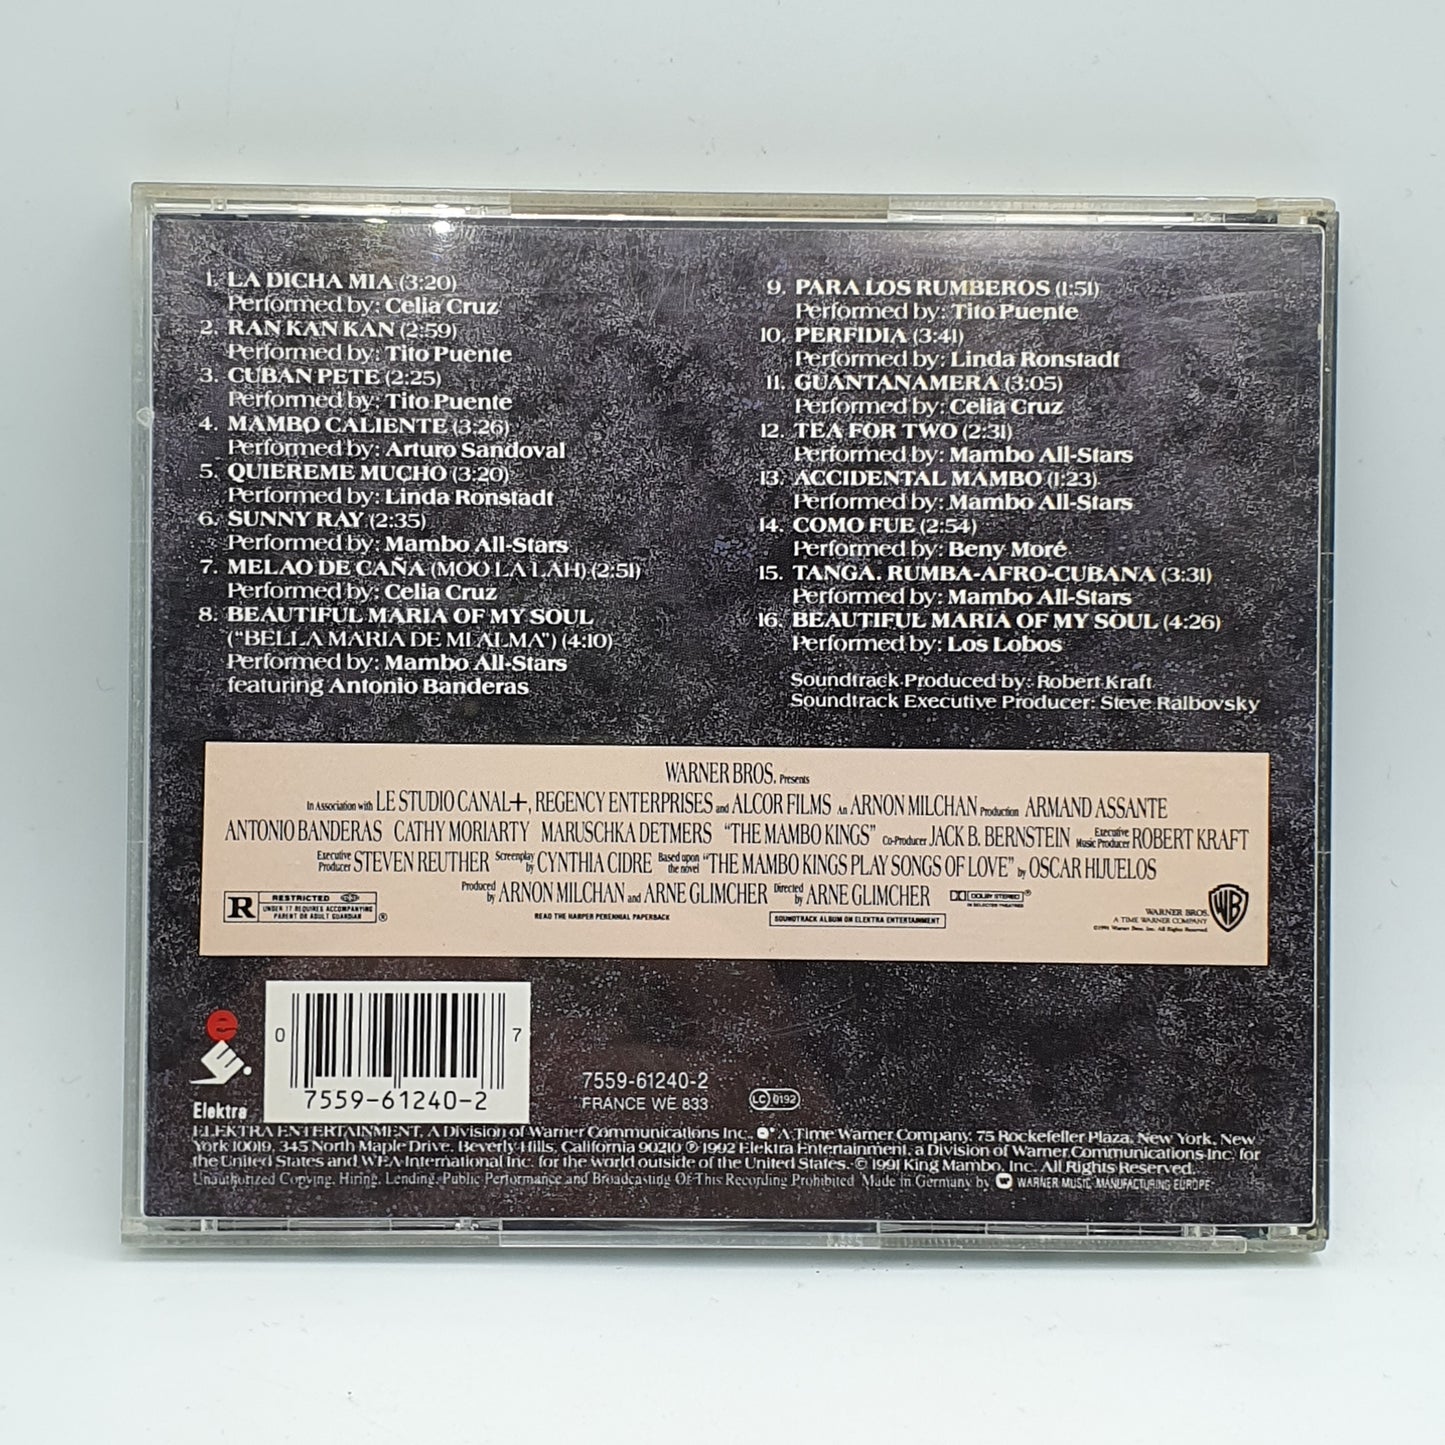 1. LA DICHA MIA (3:20)
Performed by: Celia Cruz
2. RAN KAN KAN (2:59)
Performed by: Tito Puente
3. CUBAN PETE (2:25)
Performed by: Tito Puente
4. MAMBO CALIENTE (3:26)
Performed by: Arturo Sandoval
5. QUIEREME MUCHO (3:20)
Performed by: Linda Ronstadt
6. SUNNY RAY (2:35)
Performed by: Mambo All-Stars
7. MELAO DE CAÑA (MOO LA LAH) (2:51)
Performed by: Celia Cruz
8. BEAUTIFUL MARIA OF MY SOUL
("BELLA MARIA DE MI ALMA") (4:10)
Performed by: Mambo All-Stars
featuring Antonio Banderas
9. PARA LOS RUMBEROS (1:51)
Performed by: Tito Puente
10. PERFIDIA (3:41)
Performed by: Linda Ronstadt
11. GUANTANAMERA (3:05)
Performed by: Celia Cruz
12. TEA FOR TWO (2:31)
Performed by: Mambo All-Stars
13. ACCIDENTAL MAMBO (1:23)
Performed by: Mambo All-Stars
14. COMO FUE (2:54)
Performed by: Beny Moré
15. TANGA, RUMBA-AFRO-CUBANA (3:31)
Performed by: Mambo All-Stars
16. BEAUTIFUL MARIA OF MY SOUL (4:26)
Performed by: Los Lobos
Soundtrack Produced by: Robert Kraft
Soundtrack Executive Producer: Steve Ralbovsky
WARNER BROS. Presents
In Association with LE STUDIO CANAL+, REGENCY ENTERPRISES and ALCOR FILMS An ARNON MILCHAN Production ARMAND ASSANTE
ANTONIO BANDERAS CATHY MORIARTY MARUSCHKA DETMERS "THE MAMBO KINGS" Co-Producer JACK B. BERNSTEIN Executive Music Producer ROBERT KRAFT
Executive Producer STEVEN REUTHER Screenplay by CYNTHIA CIDRE Based upon the novel "THE MAMBO KINGS PLAY SONGS OF LOVE" by OSCAR HIJUELOS
Produced by ARNON MILCHAN and ARNE GLIMCHER Directed by ARNE GLIMCHER DOLBY STEREO ®
IN SELECTED THEATRES
R RESTRICTED
UNDER 17 REQUIRES ACCOMPANYING
PARENT OR ADULT GUARDIAN ®
READ THE HARPER PERENNIAL PAPERBACK
SOUNDTRACK ALBUM ON ELEKTRA ENTERTAINMENT
WARNER BROS.
A TIME WARNER COMPANY
©1991 Warner Bros. Inc. All Rights Reserved.
WB
e
E.
Elektra
0 7
7559-61240-2
7559-61240-2
FRANCE WE 833
LC 0192
ELEKTRA ENTERTAINMENT, A Division of Warner Communications Inc., A Time Warner Company. 75 Rockefeller Plaza, New York, New
York 10019, 345 North Maple Drive, Beverly Hills, California 90210 ℗ 1992 Elektra Entertainment, a Division of Warner Communications Inc. for
the United States and WEA International Inc. for the world outside of the United States. © 1991 King Mambo, Inc. All Rights Reserved.
Unauthorized Copying, Hiring, Lending, Public Performance and Broadcasting Of This Recording Prohibited Made in Germany by WARNER MUSIC MANUFACTURING EUROPE